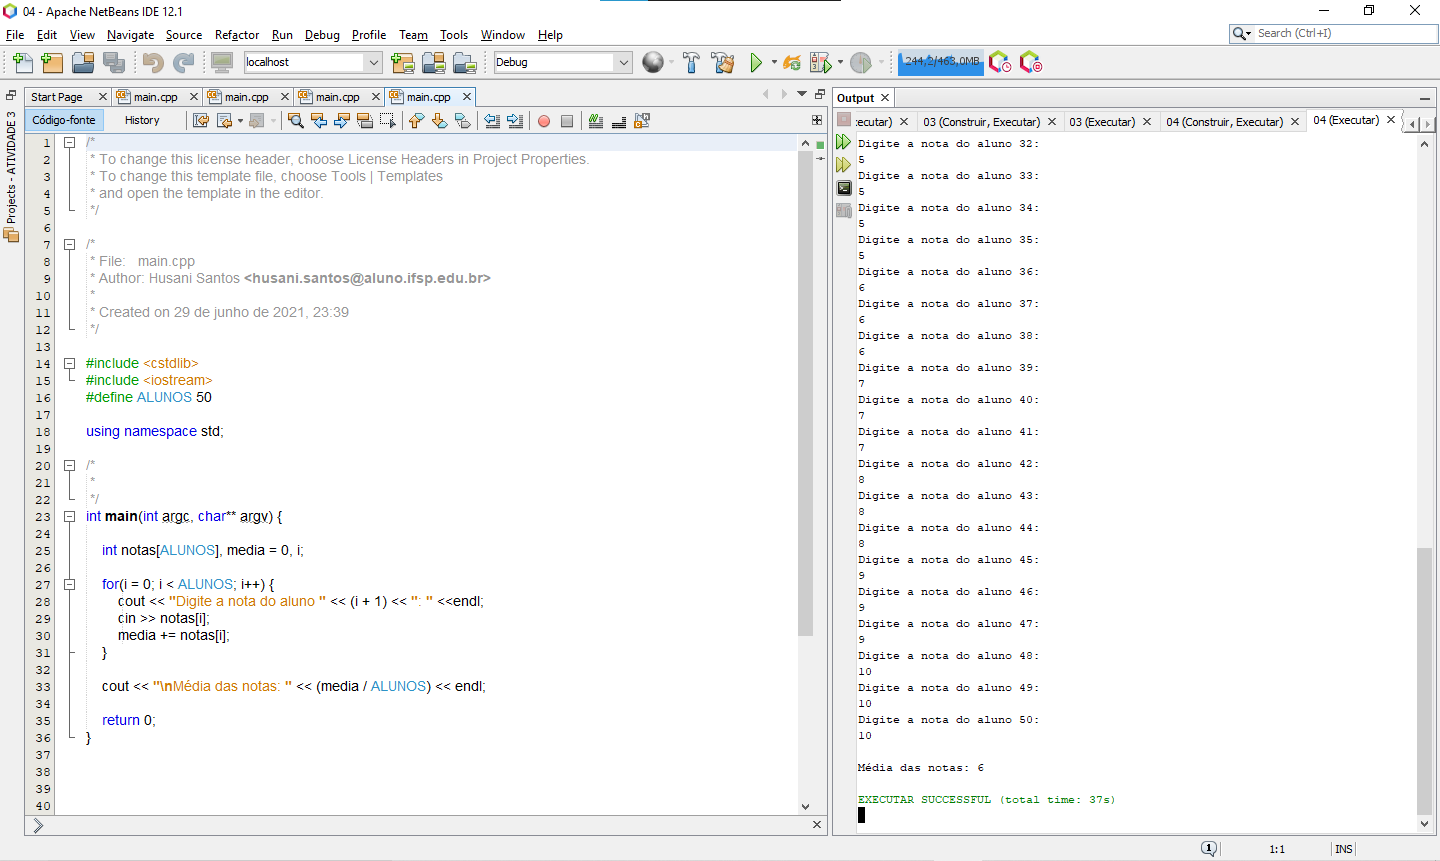 04 - Apache NetBeans IDE 12.1
File Edit View Navigate Source Refactor Run Debug Profile Team Tools Window Help
Search (Ctrl+I)
localhost
Debug
244,2/463,0MB
Projects - ATIVIDADE 3
Start Page main.cpp main.cpp main.cpp main.cpp
Código-fonte History
1 /*
2 * To change this license header, choose License Headers in Project Properties.
3 * To change this template file, choose Tools | Templates
4 * and open the template in the editor.
5 */
6
7 /*
8 * File: main.cpp
9 * Author: Husani Santos <husani.santos@aluno.ifsp.edu.br>
10 *
11 * Created on 29 de junho de 2021, 23:39
12 */
13
14 #include <cstdlib>
15 #include <iostream>
16 #define ALUNOS 50
17
18 using namespace std;
19
20 /*
21 *
22 */
23 int main(int argc, char** argv) {
24
25 int notas[ALUNOS], media = 0, i;
26
27 for(i = 0; i < ALUNOS; i++) {
28 cout << "Digite a nota do aluno " << (i + 1) << ": " <<endl;
29 cin >> notas[i];
30 media += notas[i];
31 }
32
33 cout << "\nMédia das notas: " << (media / ALUNOS) << endl;
34
35 return 0;
36 }
37
38
39
40
Output
:ecutar) 03 (Construir, Executar) 03 (Executar) 04 (Construir, Executar) 04 (Executar)
Digite a nota do aluno 32:
5
Digite a nota do aluno 33:
5
Digite a nota do aluno 34:
5
Digite a nota do aluno 35:
5
Digite a nota do aluno 36:
6
Digite a nota do aluno 37:
6
Digite a nota do aluno 38:
6
Digite a nota do aluno 39:
7
Digite a nota do aluno 40:
7
Digite a nota do aluno 41:
7
Digite a nota do aluno 42:
8
Digite a nota do aluno 43:
8
Digite a nota do aluno 44:
8
Digite a nota do aluno 45:
9
Digite a nota do aluno 46:
9
Digite a nota do aluno 47:
9
Digite a nota do aluno 48:
10
Digite a nota do aluno 49:
10
Digite a nota do aluno 50:
10
Média das notas: 6
EXECUTAR SUCCESSFUL (total time: 37s)
1 1:1 INS